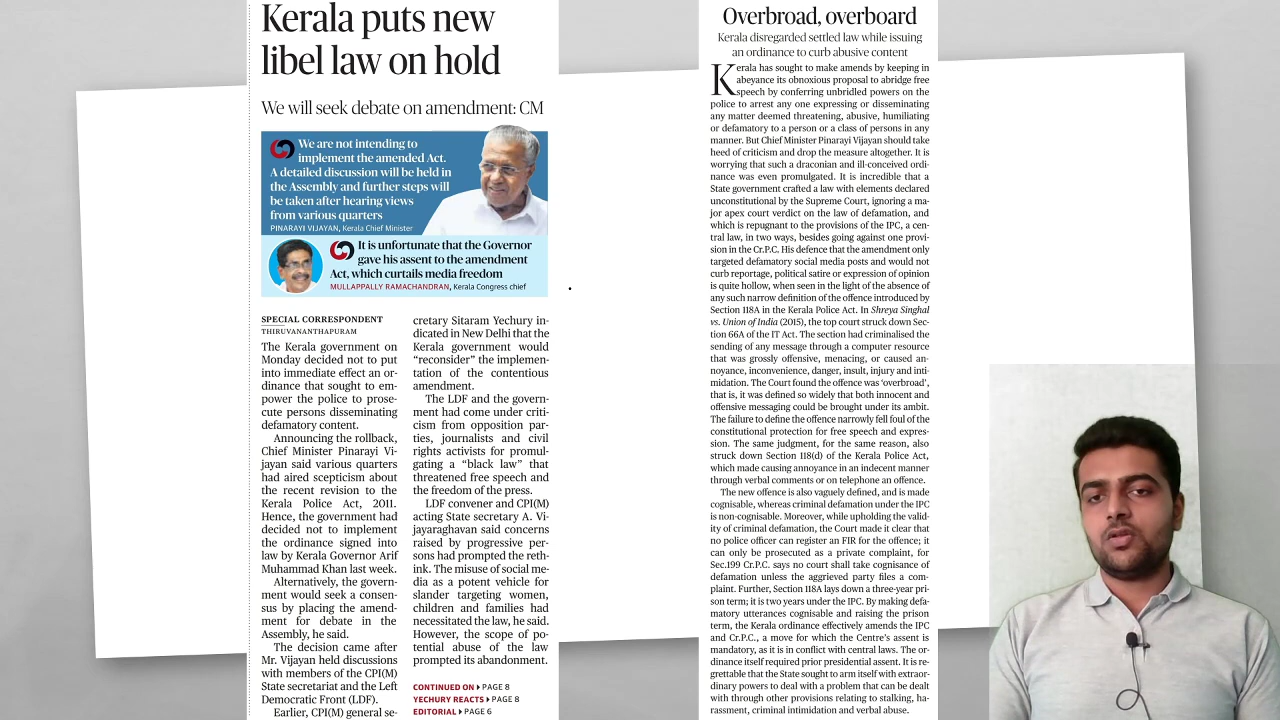 Kerala puts new
libel law on hold
We will seek debate on amendment: CM
We are not intending to
implement the amended Act.
A detailed discussion will be held in
the Assembly and further steps will
be taken after hearing views
from various quarters
PINARAYI VIJAYAN, Kerala Chief Minister
It is unfortunate that the Governor
gave his assent to the amendment
Act, which curtails media freedom
MULLAPPALLY RAMACHANDRAN, Kerala Congress chief
SPECIAL CORRESPONDENT
THIRUVANANTHAPURAM
The Kerala government on
Monday decided not to put
into immediate effect an or-
dinance that sought to em-
power the police to prose-
cute persons disseminating
defamatory content.
Announcing the rollback,
Chief Minister Pinarayi Vi-
jayan said various quarters
had aired scepticism about
the recent revision to the
Kerala Police Act, 2011.
Hence, the government had
decided not to implement
the ordinance signed into
law by Kerala Governor Arif
Muhammad Khan last week.
Alternatively, the govern-
ment would seek a consen-
sus by placing the amend-
ment for debate in the
Assembly, he said.
The decision came after
Mr. Vijayan held discussions
with members of the CPI(M)
State secretariat and the Left
Democratic Front (LDF).
Earlier, CPI(M) general se-
cretary Sitaram Yechury in-
dicated in New Delhi that the
Kerala government would
“reconsider” the implemen-
tation of the contentious
amendment.
The LDF and the govern-
ment had come under criti-
cism from opposition par-
ties, journalists and civil
rights activists for promul-
gating a “black law” that
threatened free speech and
the freedom of the press.
LDF convener and CPI(M)
acting State secretary A. Vi-
jayaraghavan said concerns
raised by progressive per-
sons had prompted the reth-
ink. The misuse of social me-
dia as a potent vehicle for
slander targeting women,
children and families had
necessitated the law, he said.
However, the scope of po-
tential abuse of the law
prompted its abandonment.
CONTINUED ON PAGE 8
YECHURY REACTS PAGE 8
EDITORIAL PAGE 6
Overbroad, overboard
Kerala disregarded settled law while issuing
an ordinance to curb abusive content
Kerala has sought to make amends by keeping in
abeyance its obnoxious proposal to abridge free
speech by conferring unbridled powers on the
police to arrest any one expressing or disseminating
any matter deemed threatening, abusive, humiliating
or defamatory to a person or a class of persons in any
manner. But Chief Minister Pinarayi Vijayan should take
heed of criticism and drop the measure altogether. It is
worrying that such a draconian and ill-conceived ordi-
nance was even promulgated. It is incredible that a
State government crafted a law with elements declared
unconstitutional by the Supreme Court, ignoring a ma-
jor apex court verdict on the law of defamation, and
which is repugnant to the provisions of the IPC, a cen-
tral law, in two ways, besides going against one provi-
sion in the Cr.P.C. His defence that the amendment only
targeted defamatory social media posts and would not
curb reportage, political satire or expression of opinion
is quite hollow, when seen in the light of the absence of
any such narrow definition of the offence introduced by
Section 118A in the Kerala Police Act. In Shreya Singhal
vs. Union of India (2015), the top court struck down Sec-
tion 66A of the IT Act. The section had criminalised the
sending of any message through a computer resource
that was grossly offensive, menacing, or caused an-
noyance, inconvenience, danger, insult, injury and inti-
midation. The Court found the offence was ‘overbroad’,
that is, it was defined so widely that both innocent and
offensive messaging could be brought under its ambit.
The failure to define the offence narrowly fell foul of the
constitutional protection for free speech and expres-
sion. The same judgment, for the same reason, also
struck down Section 118(d) of the Kerala Police Act,
which made causing annoyance in an indecent manner
through verbal comments or on telephone an offence.
The new offence is also vaguely defined, and is made
cognisable, whereas criminal defamation under the IPC
is non-cognisable. Moreover, while upholding the valid-
ity of criminal defamation, the Court made it clear that
no police officer can register an FIR for the offence; it
can only be prosecuted as a private complaint, for
Sec.199 Cr.P.C. says no court shall take cognisance of
defamation unless the aggrieved party files a com-
plaint. Further, Section 118A lays down a three-year pri-
son term; it is two years under the IPC. By making defa-
matory utterances cognisable and raising the prison
term, the Kerala ordinance effectively amends the IPC
and Cr.P.C., a move for which the Centre’s assent is
mandatory, as it is in conflict with central laws. The or-
dinance itself required prior presidential assent. It is re-
grettable that the State sought to arm itself with extraor-
dinary powers to deal with a problem that can be dealt
with through other provisions relating to stalking, ha-
rassment, criminal intimidation and verbal abuse.